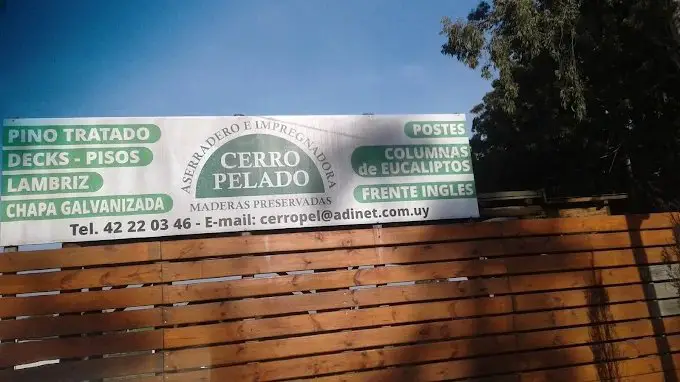 PINO TRATADO
DECKS - PISOS
LAMBRIZ
CHAPA GALVANIZADA
ASERRADERO E IMPREGNADORA
CERRO
PELADO
MADERAS PRESERVADAS
POSTES
COLUMNAS
de EUCALIPTOS
FRENTE INGLES
Tel. 42 22 03 46 - E-mail: cerropel@adinet.com.uy